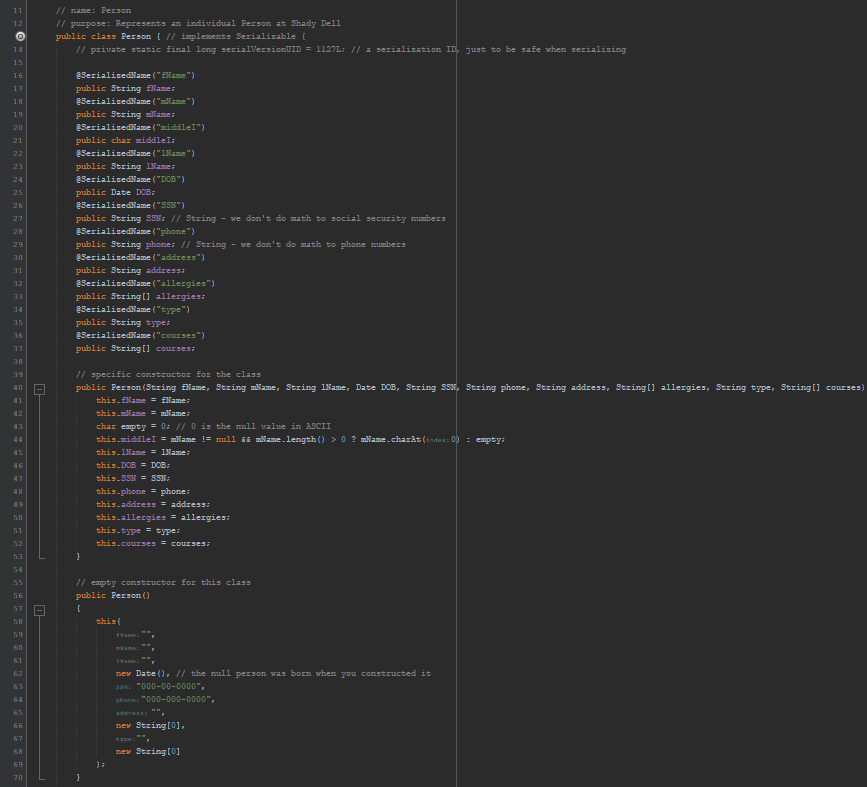 11 // name: Person
12 // purpose: Represents an individual Person at Shady Dell
public class Person { // implements Serialisable {
14 // private static final long serialVersionUID = 1127L; // a serialization ID, just to be safe when serializing
15
16 @SerializedName("fName")
17 public String fName;
18 @SerializedName("mName")
19 public String mName;
20 @SerializedName("middleI")
21 public char middleI;
22 @SerializedName("lName")
23 public String lName;
24 @SerializedName("DOB")
25 public Date DOB;
26 @SerializedName("SSN")
27 public String SSN; // String - we don't do math to social security numbers
28 @SerializedName("phone")
29 public String phone; // String - we don't do math to phone numbers
30 @SerializedName("address")
31 public String address;
32 @SerializedName("allergies")
33 public String[] allergies;
34 @SerializedName("type")
35 public String type;
36 @SerializedName("courses")
37 public String[] courses;
38
39 // specific constructor for the class
40 public Person(String fName, String mName, String lName, Date DOB, String SSN, String phone, String address, String[] allergies, String type, String[] courses)
41 this.fName = fName;
42 this.mName = mName;
43 char empty = 0; // 0 is the null value in ASCII
44 this.middleI = mName != null && mName.length() > 0 ? mName.charAt(index: 0) : empty;
45 this.lName = lName;
46 this.DOB = DOB;
47 this.SSN = SSN;
48 this.phone = phone;
49 this.address = address;
50 this.allergies = allergies;
51 this.type = type;
52 this.courses = courses;
53 }
54
55 // empty constructor for this class
56 public Person()
57 {
58 this(
59 fName: "",
60 mName: "",
61 lName: "",
62 new Date(), // the null person was born when you constructed it
63 SSN: "000-00-0000",
64 phone: "000-000-0000",
65 address: "",
66 new String[0],
67 type: "",
68 new String[0]
69 );
70 }